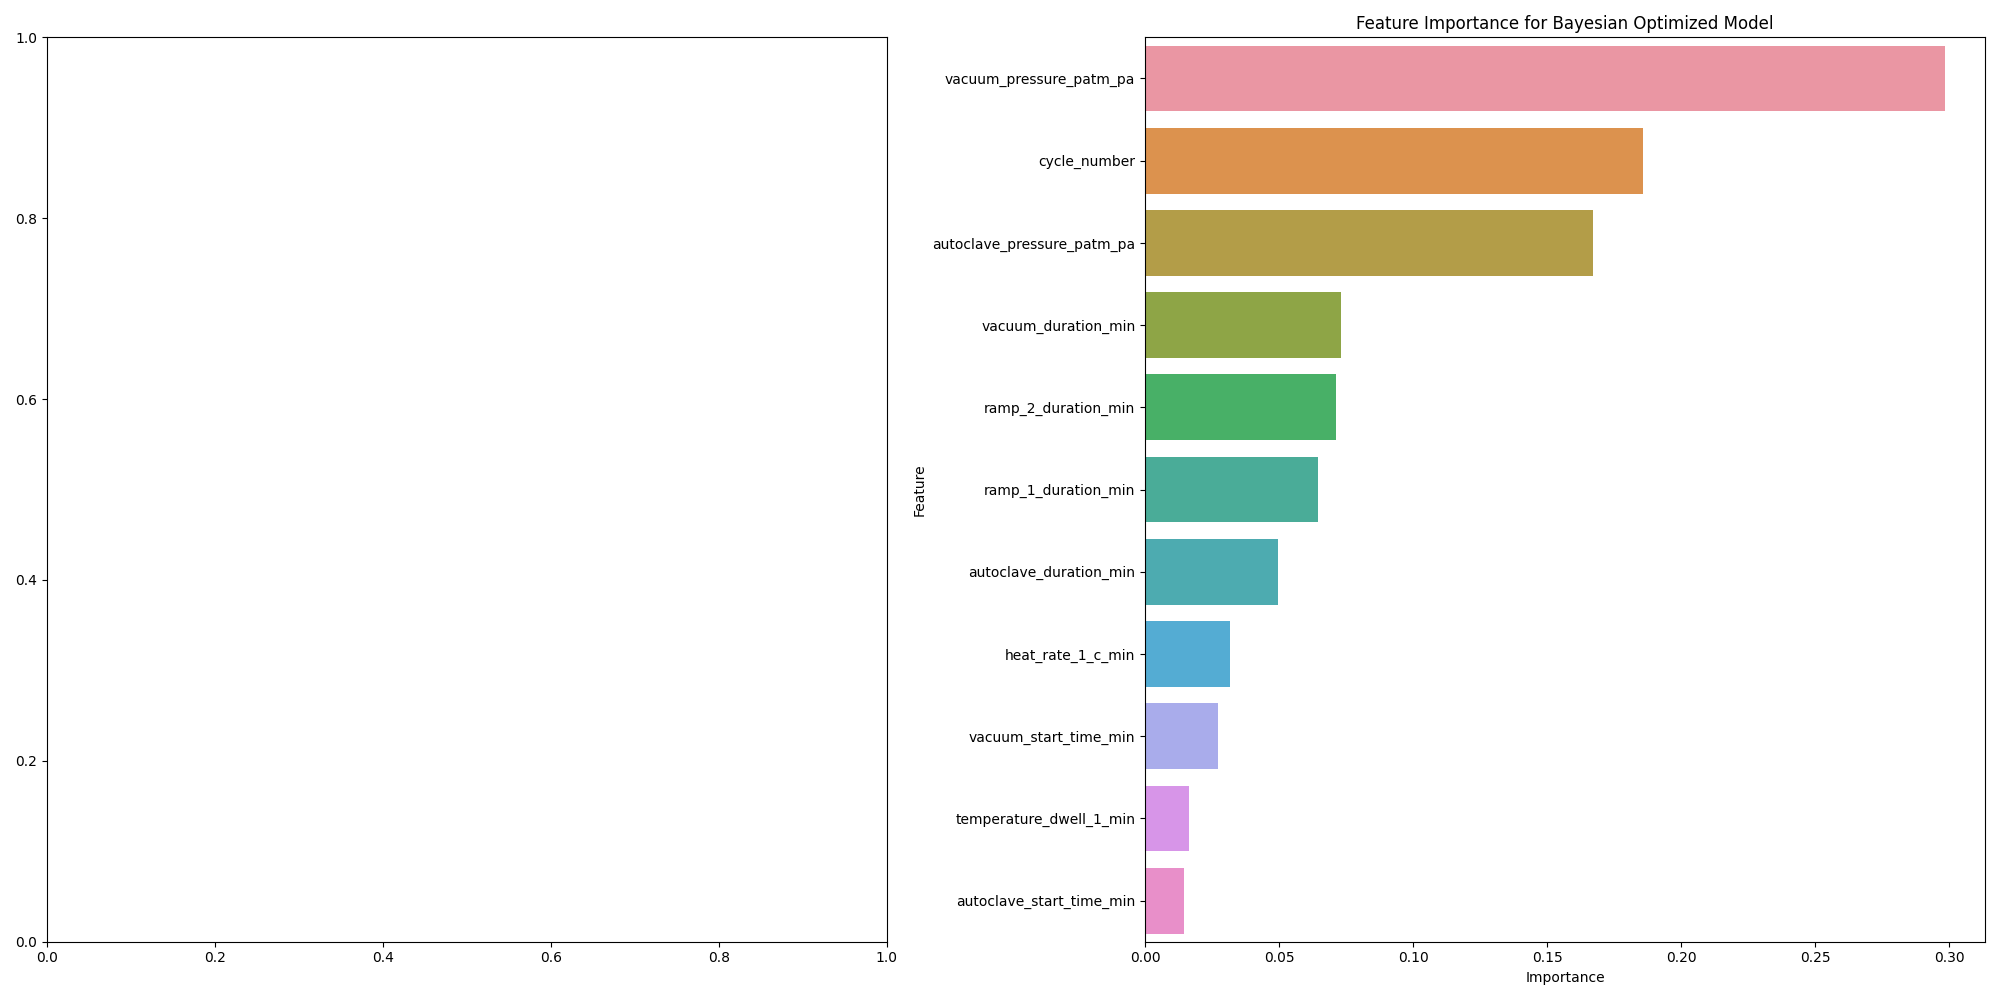 1.0
0.8
0.6
0.4
0.2
0.0
0.0 0.2 0.4 0.6 0.8 1.0
Feature Importance for Bayesian Optimized Model
Feature
vacuum_pressure_patm_pa
cycle_number
autoclave_pressure_patm_pa
vacuum_duration_min
ramp_2_duration_min
ramp_1_duration_min
autoclave_duration_min
heat_rate_1_c_min
vacuum_start_time_min
temperature_dwell_1_min
autoclave_start_time_min
0.00 0.05 0.10 0.15 0.20 0.25 0.30
Importance